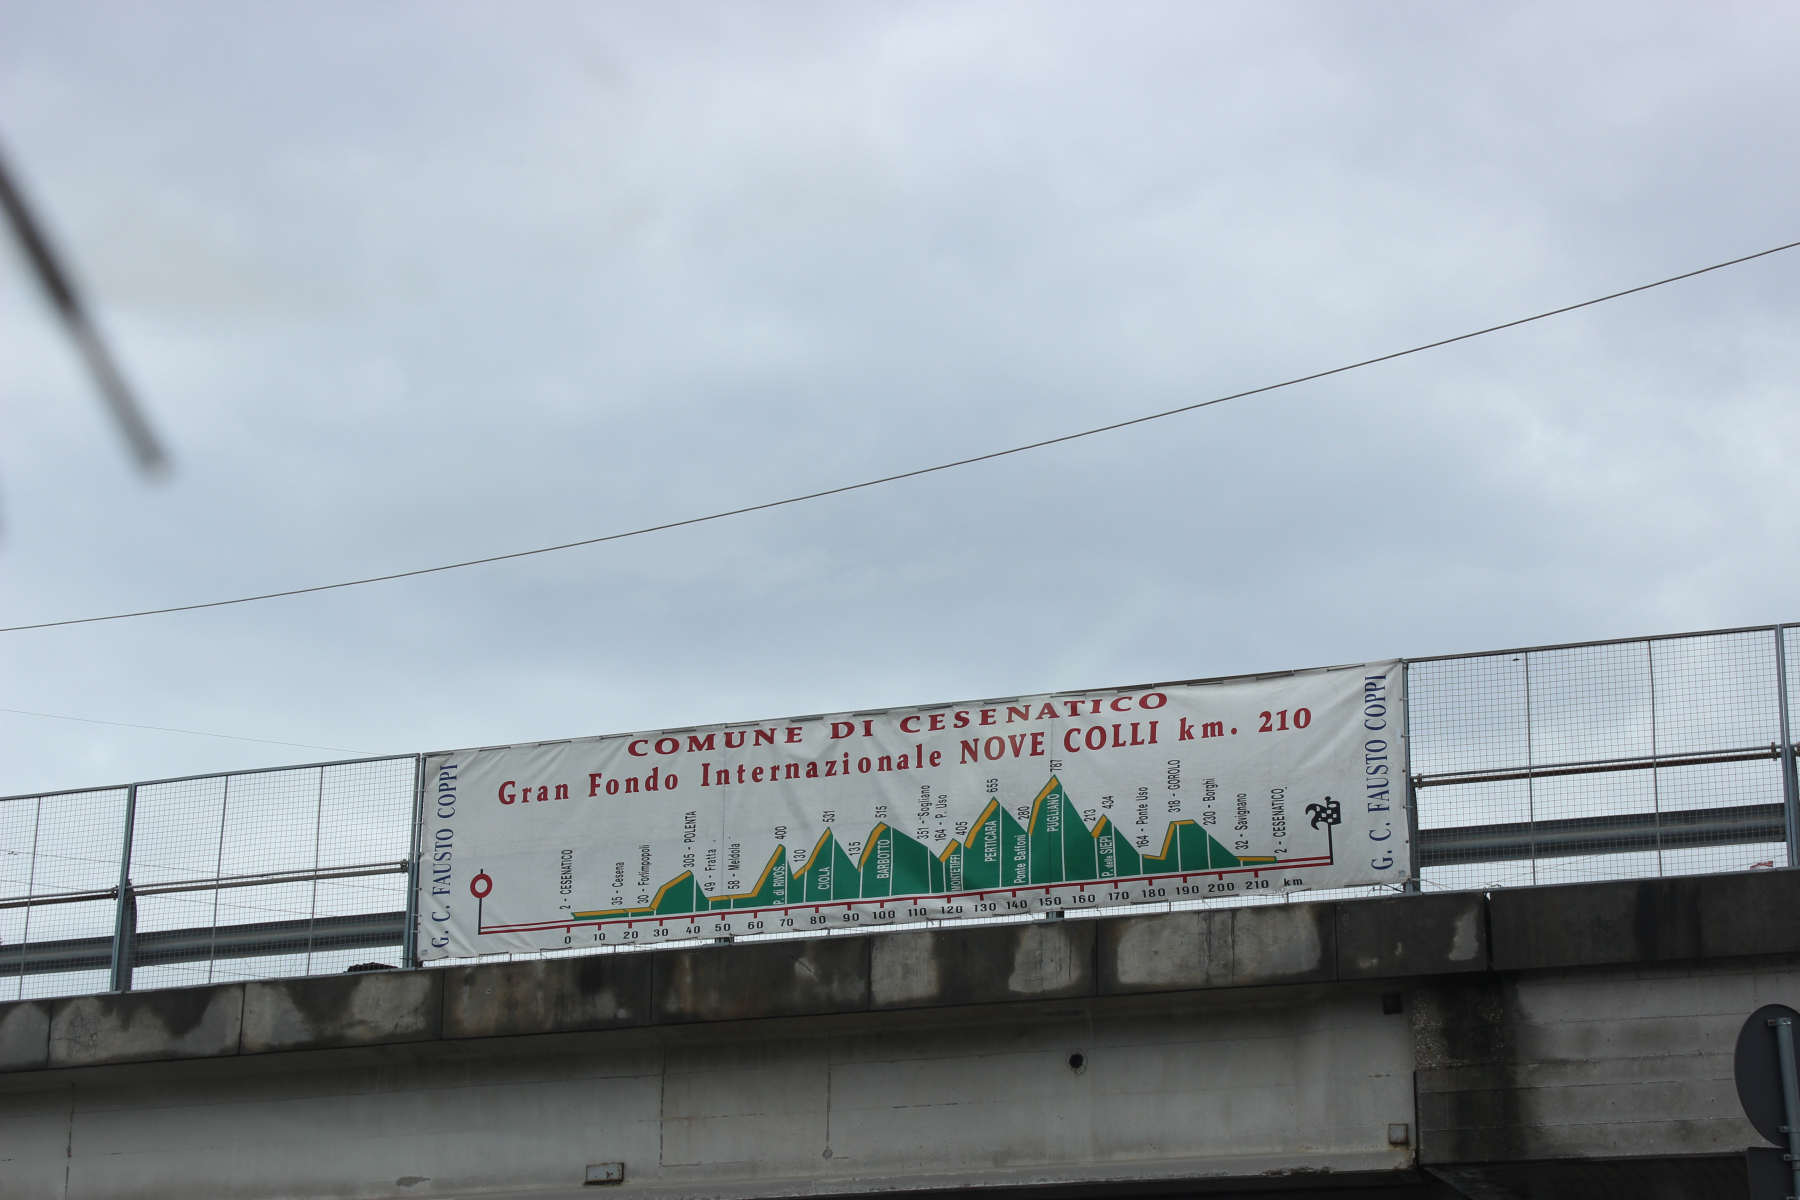 COMUNE DI CESENATICO
Gran Fondo Internazionale NOVE COLLI km. 210
G. C. FAUSTO COPPI
2 - CESENATICO
35 - Cesena
30 - Forlimpopoli
305 - POLENTA
49 - Fratta
58 - Meldola
400
P. di RIVOS.
130
531
CIOLA
135
515
BARBOTTO
351 - Sogliano
164 - P. Uso
405
MONTETIFFI
655
PERTICARA
280
Ponte Baffoni
787
PUGLIANO
213
434
P. delle SIEPI
164 - Ponte Uso
318 - GOROLO
230 - Borghi
32 - Savignano
2 - CESENATICO
0 10 20 30 40 50 60 70 80 90 100 110 120 130 140 150 160 170 180 190 200 210 km
G. C. FAUSTO COPPI